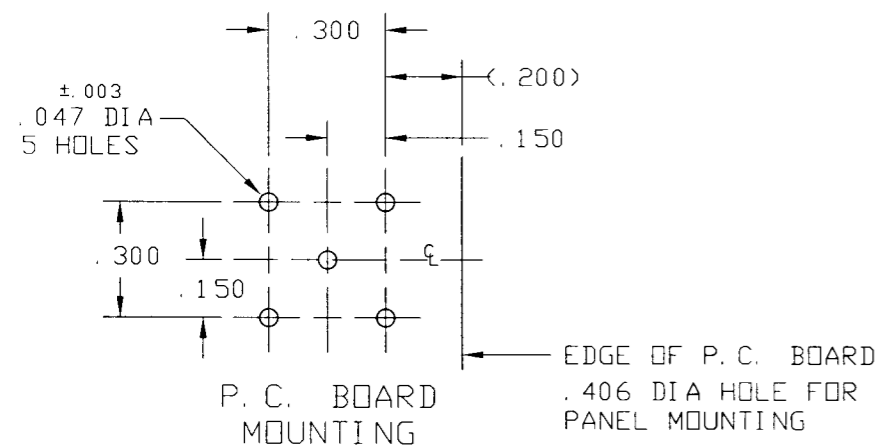 .300
(.200)
±.003
.047 DIA
5 HOLES
.150
.300
℄
.150
EDGE OF P.C. BOARD
.406 DIA HOLE FOR
PANEL MOUNTING
P.C. BOARD
MOUNTING